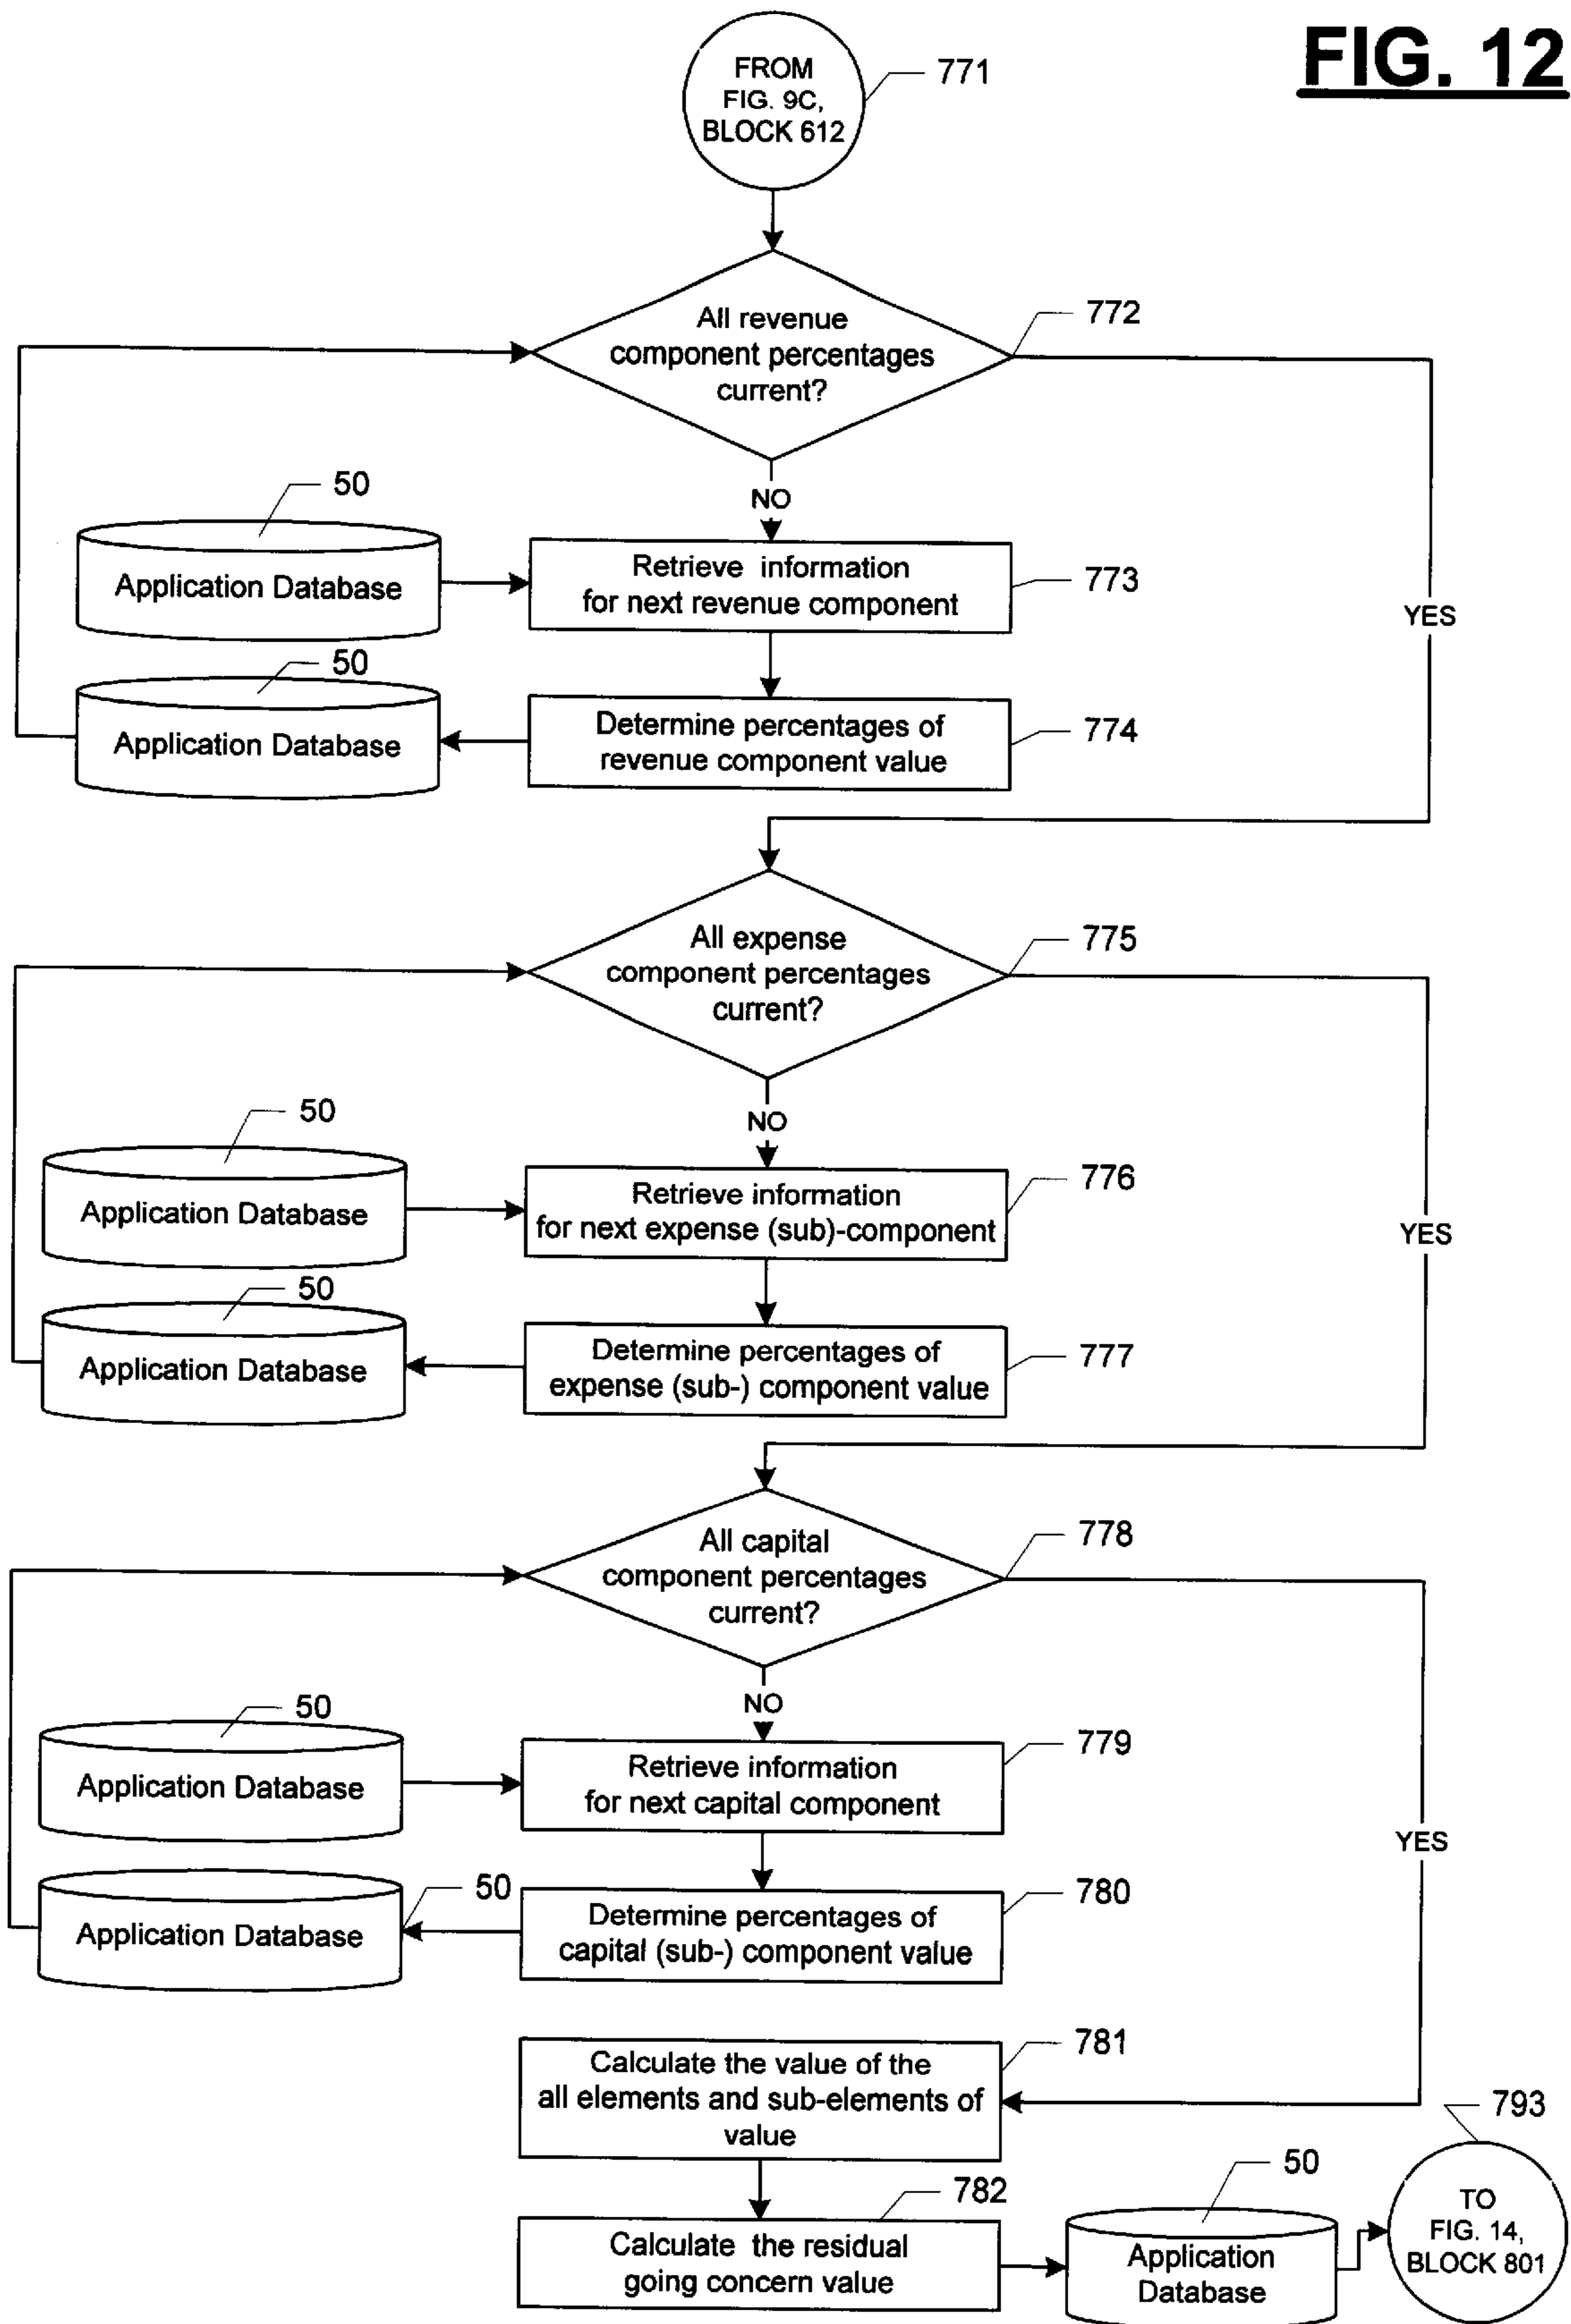 FIG. 12
FROM
FIG. 9C,
BLOCK 612
771
All revenue
component percentages
current?
772
NO
YES
50
Application Database
Retrieve information
for next revenue component
773
50
Application Database
Determine percentages of
revenue component value
774
All expense
component percentages
current?
775
NO
YES
50
Application Database
Retrieve information
for next expense (sub)-component
776
50
Application Database
Determine percentages of
expense (sub-) component value
777
All capital
component percentages
current?
778
NO
YES
50
Application Database
Retrieve information
for next capital component
779
50
Application Database
Determine percentages of
capital (sub-) component value
780
Calculate the value of the
all elements and sub-elements of
value
781
Calculate the residual
going concern value
782
50
Application
Database
793
TO
FIG. 14,
BLOCK 801